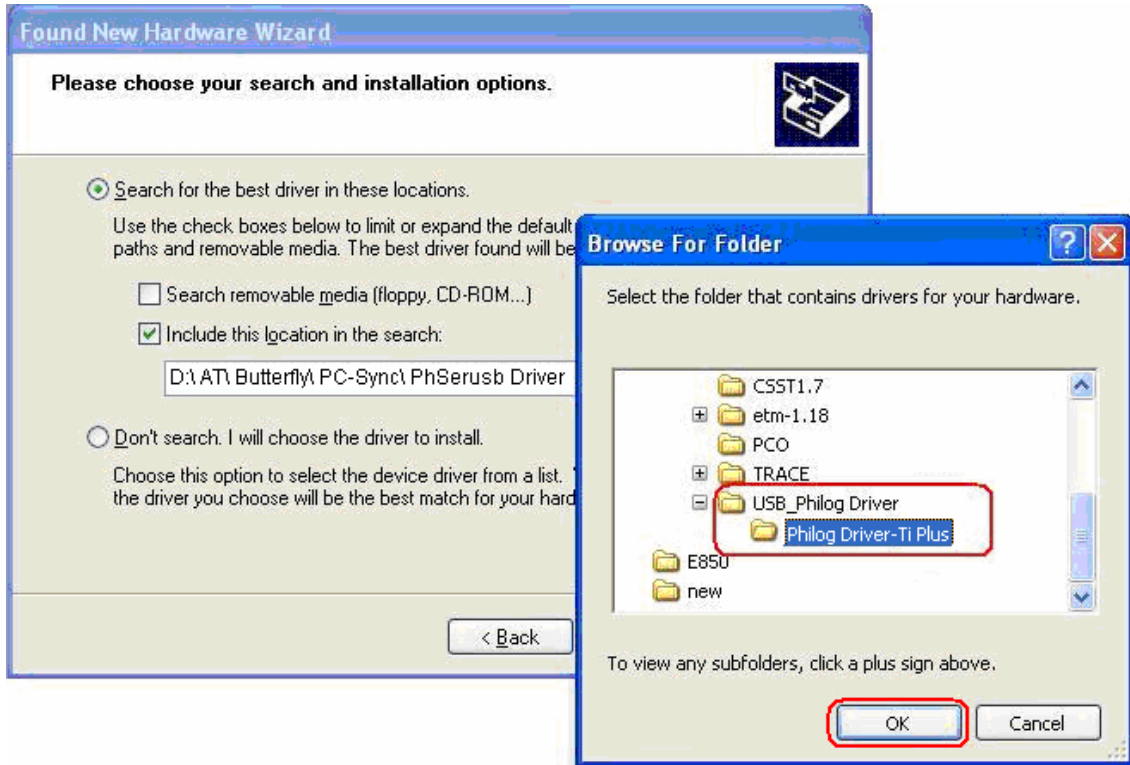 Found New Hardware Wizard
Please choose your search and installation options.
Search for the best driver in these locations.
Use the check boxes below to limit or expand the default
paths and removable media. The best driver found will be
Search removable media (floppy, CD-ROM...)
Include this location in the search:
D:\ AT\ Butterfly\ PC-Sync\ PhSerusb Driver
Don't search. I will choose the driver to install.
Choose this option to select the device driver from a list.
the driver you choose will be the best match for your hard
< Back
Browse For Folder
Select the folder that contains drivers for your hardware.
CSST1.7
etm-1.18
PCO
TRACE
USB_Philog Driver
Philog Driver-Ti Plus
E850
new
To view any subfolders, click a plus sign above.
OK
Cancel